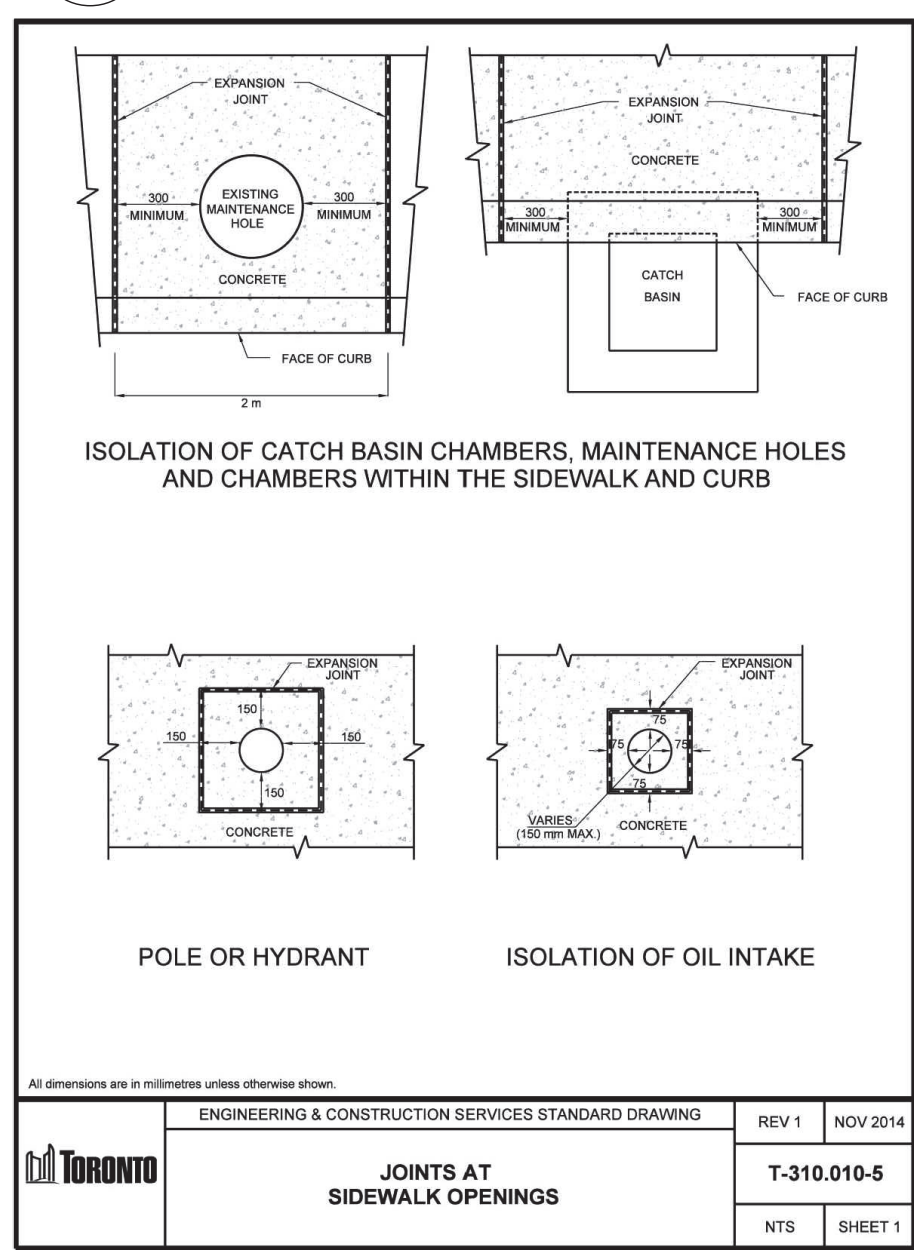 EXPANSION
JOINT
300
MINIMUM
EXISTING
MAINTENANCE
HOLE
300
MINIMUM
CONCRETE
FACE OF CURB
2 m
EXPANSION
JOINT
CONCRETE
300
MINIMUM
300
MINIMUM
CATCH
BASIN
FACE OF CURB
ISOLATION OF CATCH BASIN CHAMBERS, MAINTENANCE HOLES
AND CHAMBERS WITHIN THE SIDEWALK AND CURB
EXPANSION
JOINT
150
150
150
150
CONCRETE
EXPANSION
JOINT
75
75
75
75
VARIES
(150 mm MAX.)
CONCRETE
POLE OR HYDRANT
ISOLATION OF OIL INTAKE
All dimensions are in millimetres unless otherwise shown.
TORONTO
ENGINEERING & CONSTRUCTION SERVICES STANDARD DRAWING
JOINTS AT
SIDEWALK OPENINGS
REV 1
NOV 2014
T-310.010-5
NTS
SHEET 1